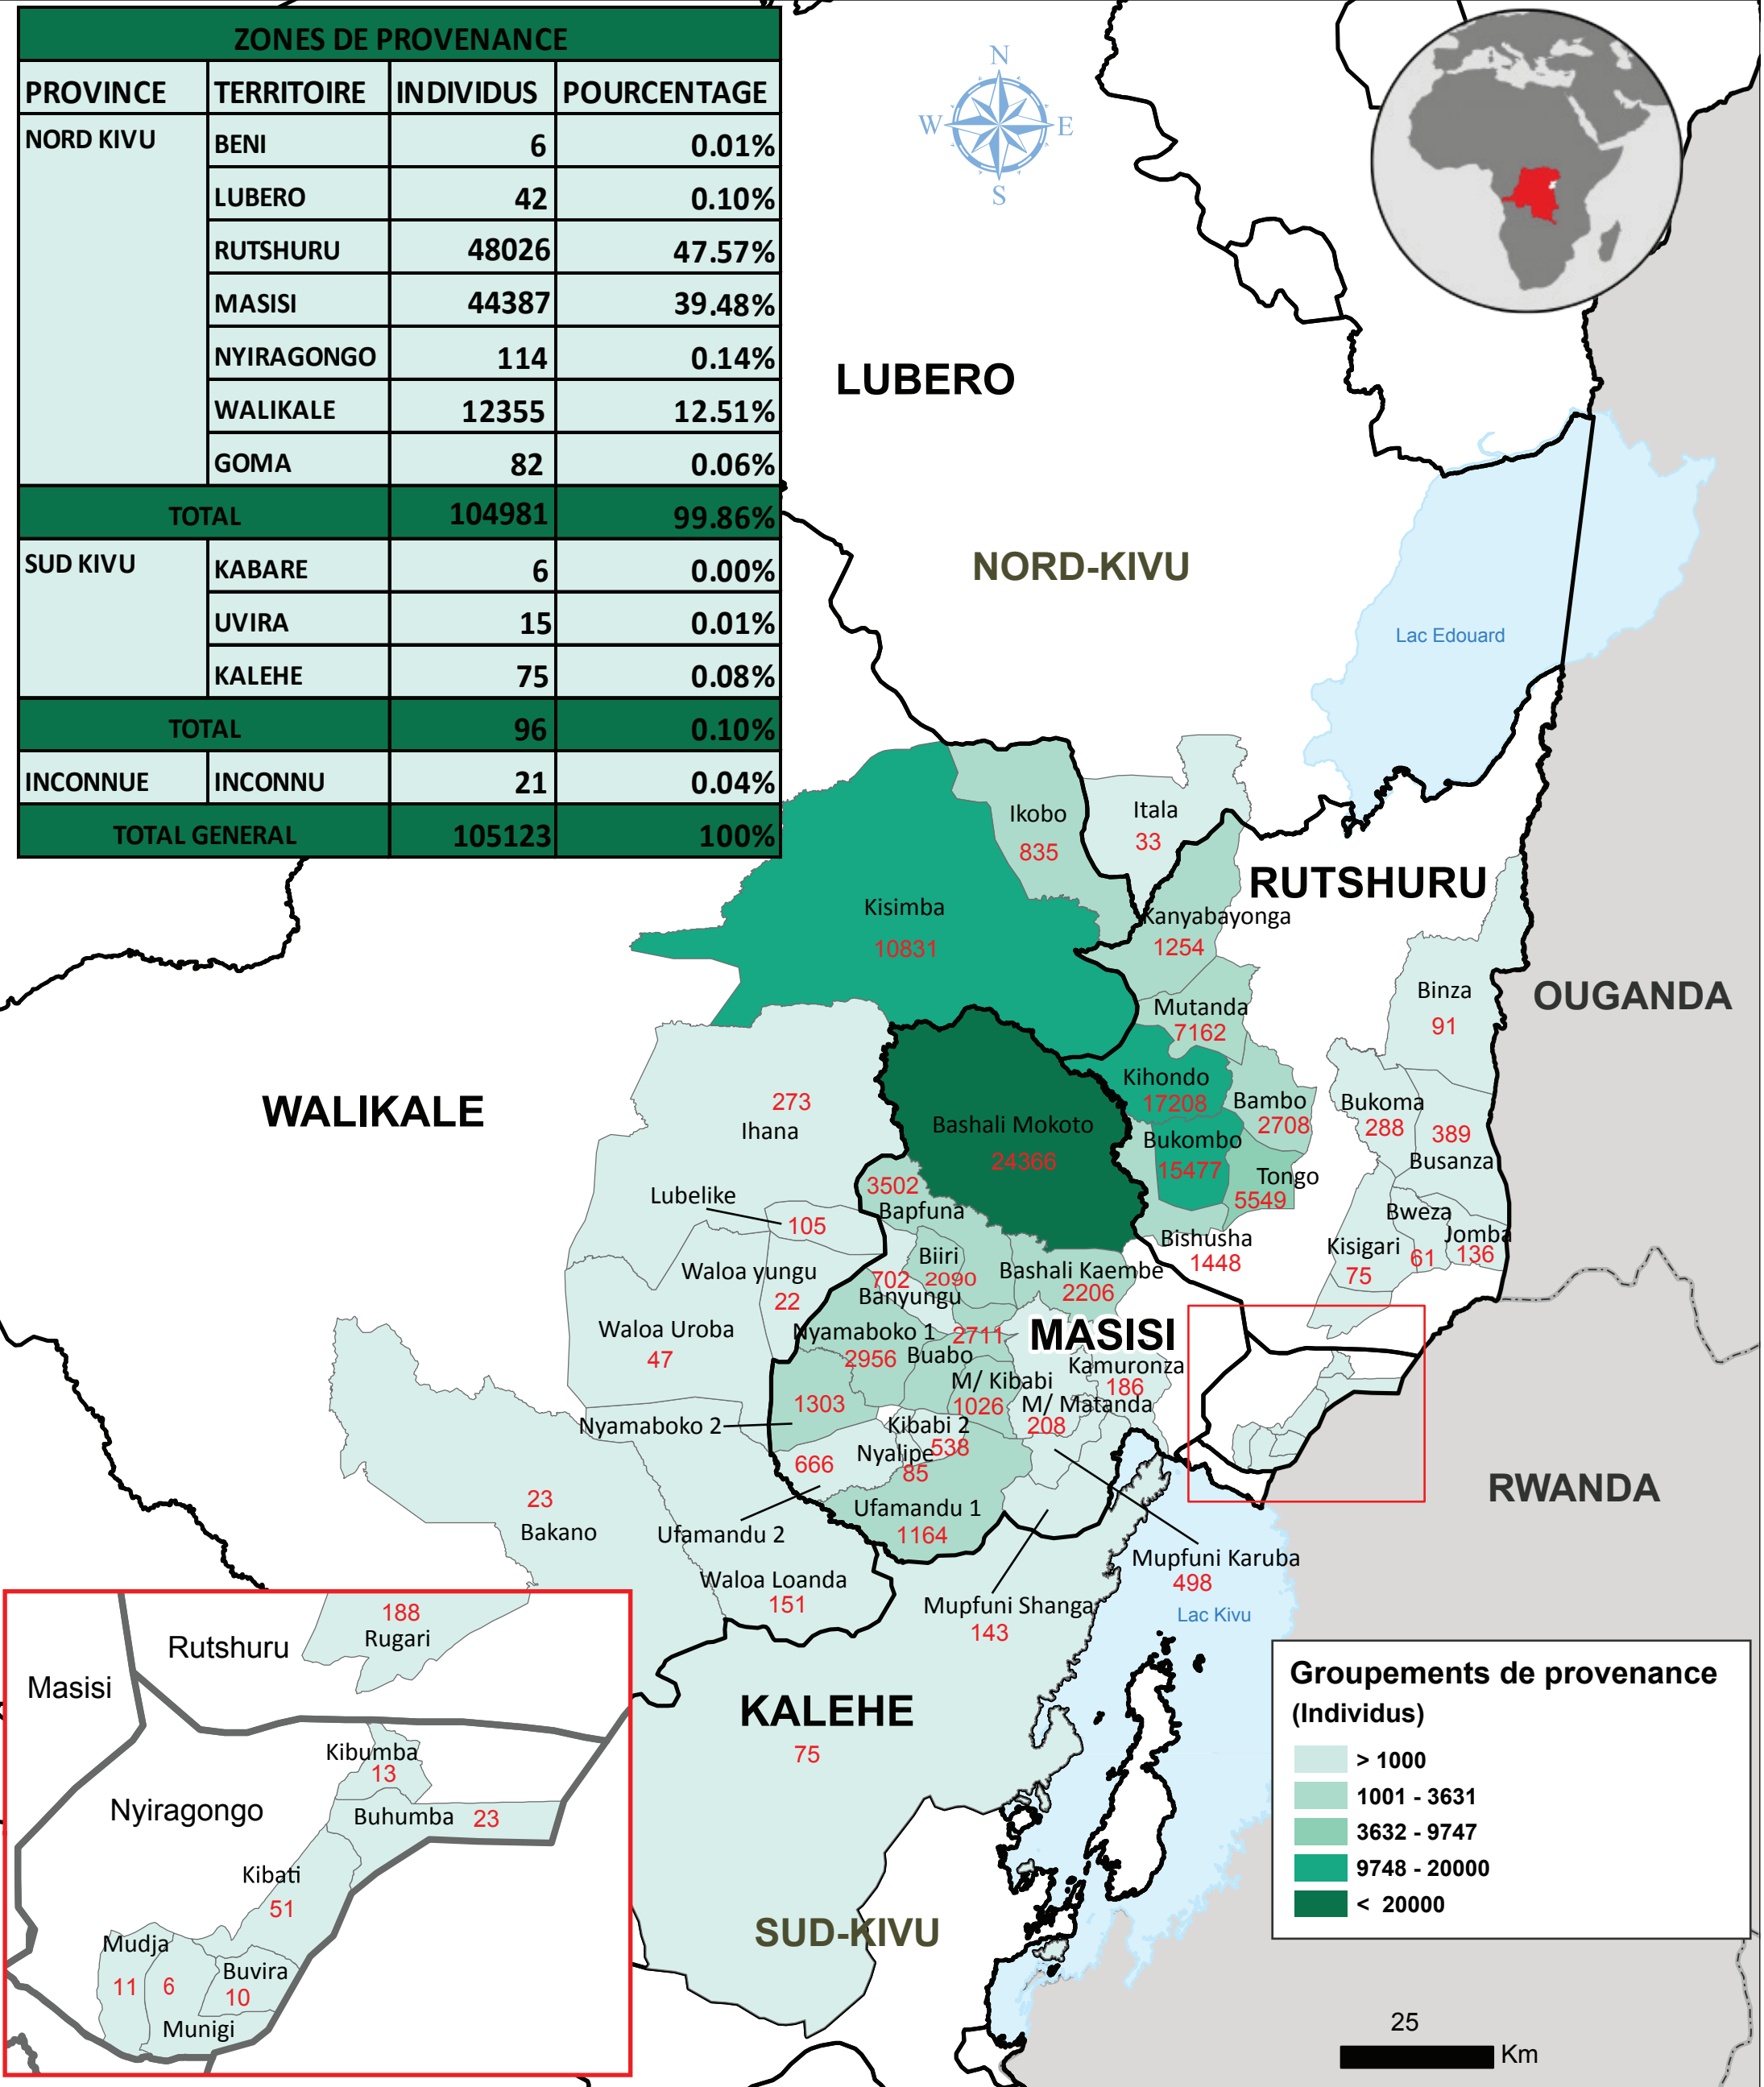 ZONES DE PROVENANCE
PROVINCE TERRITOIRE INDIVIDUS POURCENTAGE
NORD KIVU BENI 6 0.01%
LUBERO 42 0.10%
RUTSHURU 48026 47.57%
MASISI 44387 39.48%
NYIRAGONGO 114 0.14%
WALIKALE 12355 12.51%
GOMA 82 0.06%
TOTAL 104981 99.86%
SUD KIVU KABARE 6 0.00%
UVIRA 15 0.01%
KALEHE 75 0.08%
TOTAL 96 0.10%
INCONNUE INCONNU 21 0.04%
TOTAL GENERAL 105123 100%
N
W E
S
LUBERO
NORD-KIVU
Lac Edouard
Ikobo
835
Itala
33
RUTSHURU
Kisimba
10831
Kanyabayonga
1254
Binza
91
OUGANDA
Mutanda
7162
WALIKALE
273
Ihana
Bashali Mokoto
24366
Kihondo
17208
Bambo
2708
Bukoma
288
389
Busanza
Bukombo
15477
Tongo
5549
Lubelike
105
3502
Bapfuna
Bweza
61
Jomba
136
Kisigari
75
Bishusha
1448
Waloa yungu
22
Biiri
2090
702
Banyungu
Bashali Kaembe
2206
Waloa Uroba
47
Nyamaboko 1
2956
2711
Buabo
MASISI
Kamuronza
186
M/ Kibabi
1026
M/ Matanda
208
1303
Nyamaboko 2
Kibabi 2
538
Nyalipe
85
666
Ufamandu 2
Ufamandu 1
1164
RWANDA
23
Bakano
Mupfuni Karuba
498
Lac Kivu
Waloa Loanda
151
Mupfuni Shanga
143
KALEHE
75
SUD-KIVU
188
Rugari
Rutshuru
Masisi
Kibumba
13
Nyiragongo
Buhumba 23
Kibati
51
Mudja
11
6
Buvira
10
Munigi
Groupements de provenance
(Individus)
> 1000
1001 - 3631
3632 - 9747
9748 - 20000
< 20000
25
Km